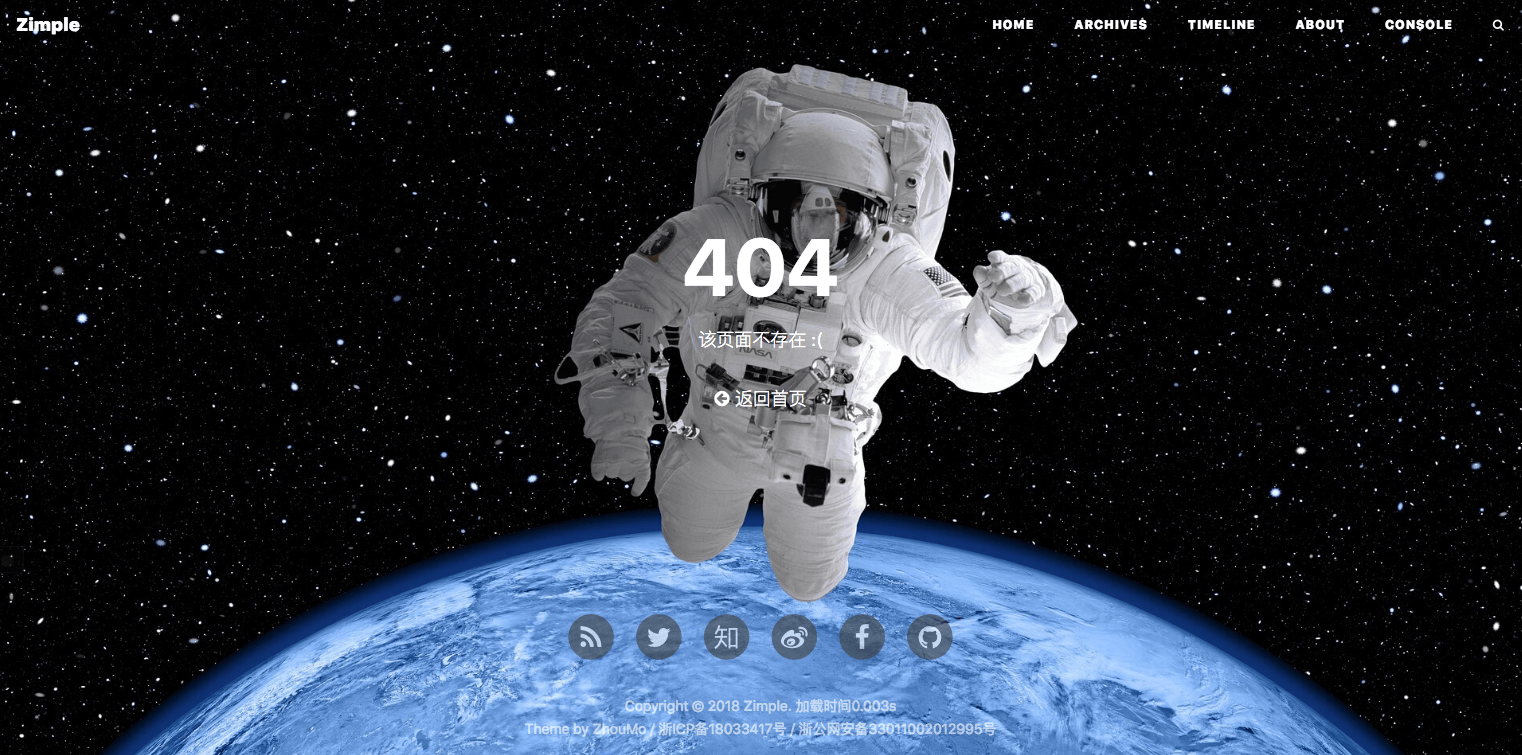 Zimple
HOME ARCHIVES TIMELINE ABOUT CONSOLE
404
该页面不存在 :(
NASA
返回首页
知
Copyright © 2018 Zimple. 加载时间0.003s
Theme by ZhouMo / 浙ICP备18033417号 / 浙公网安备33011002012995号